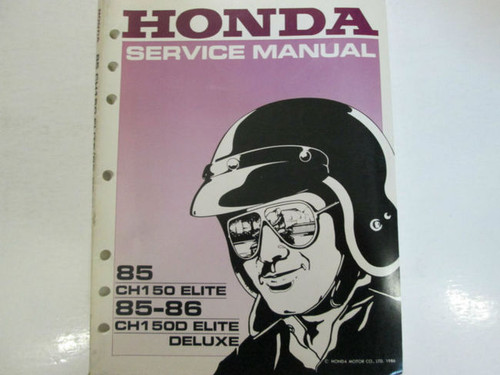 HONDA
SERVICE MANUAL
85
CH150 ELITE
85-86
CH150D ELITE
DELUXE
© HONDA MOTOR CO., LTD. 1986